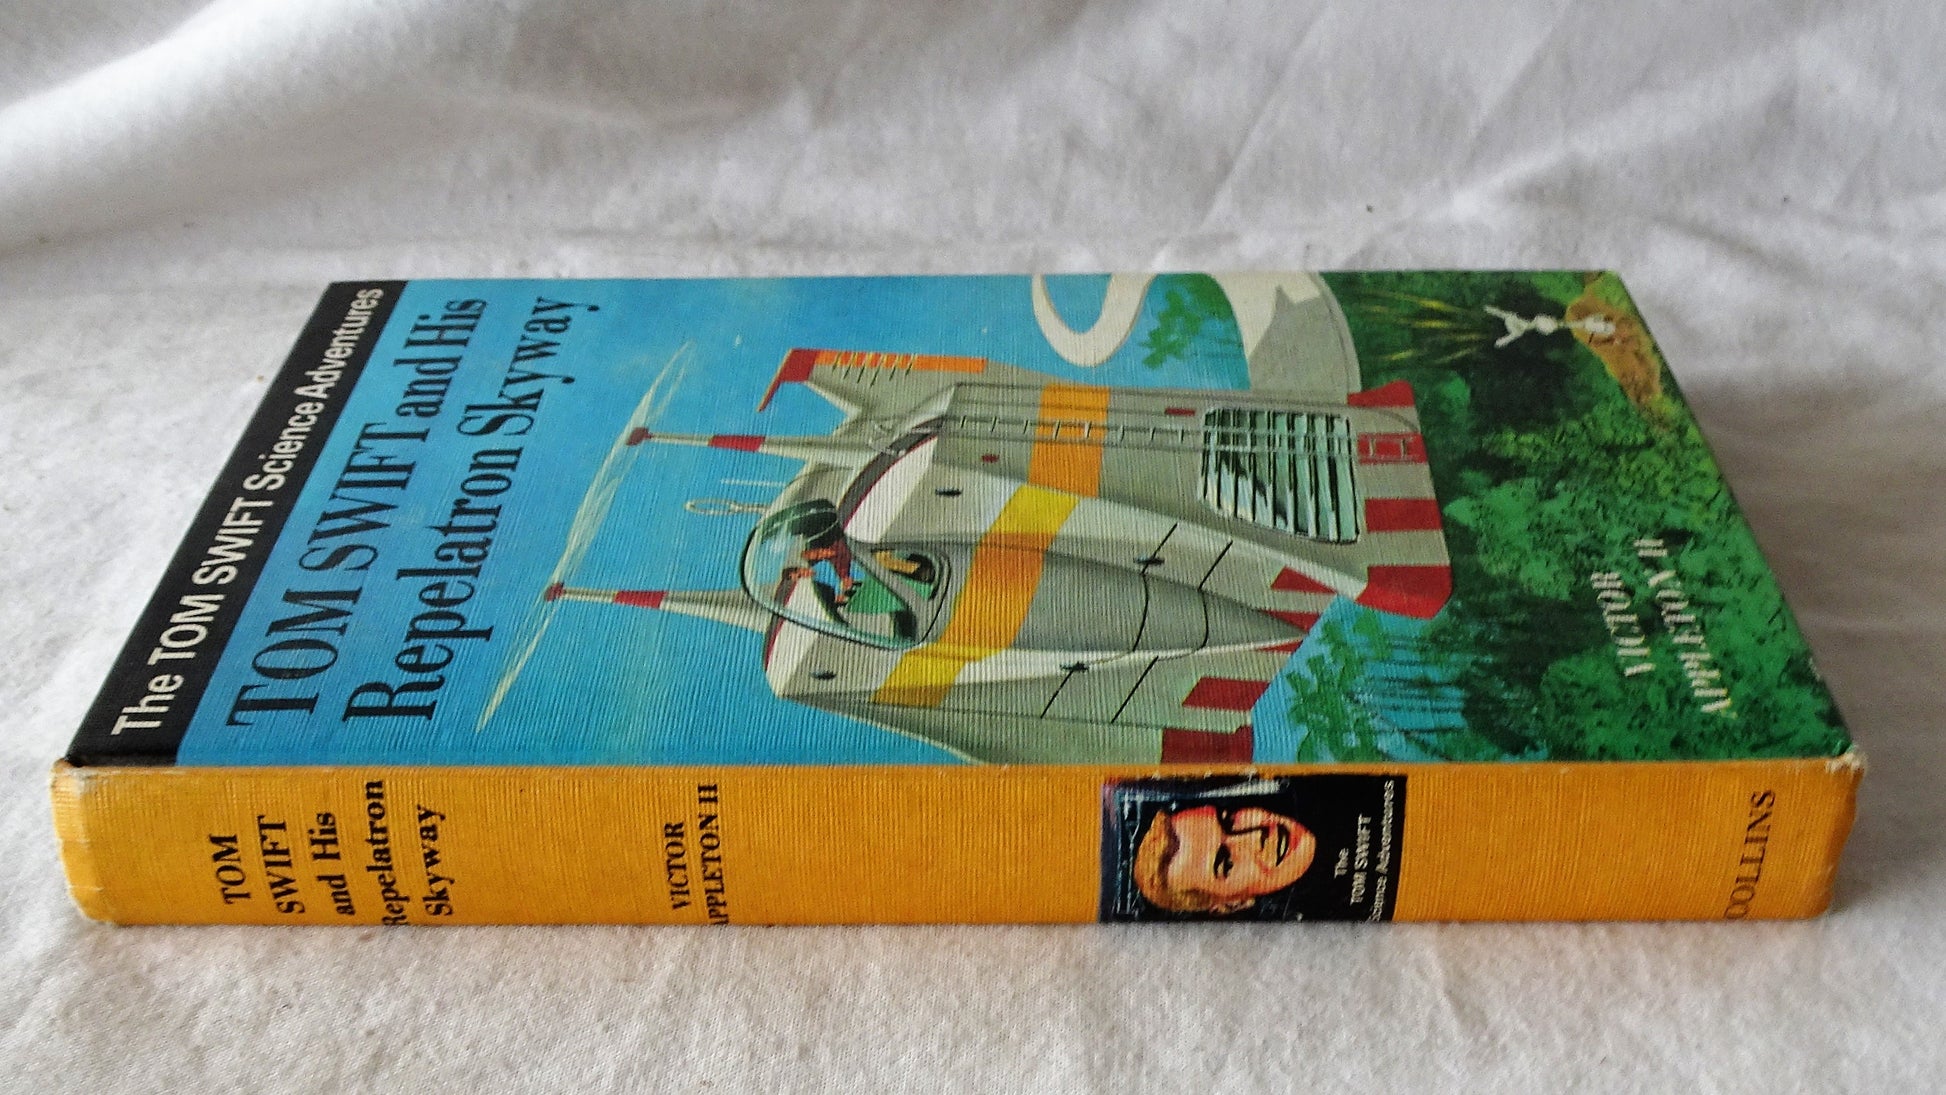 The TOM SWIFT Science Adventures
TOM SWIFT and His
Repelatron Skyway
VICTOR
APPLETON II
TOM
SWIFT
and His
Repelatron
Skyway
VICTOR
APPLETON II
The
TOM SWIFT
Science Adventures
COLLINS